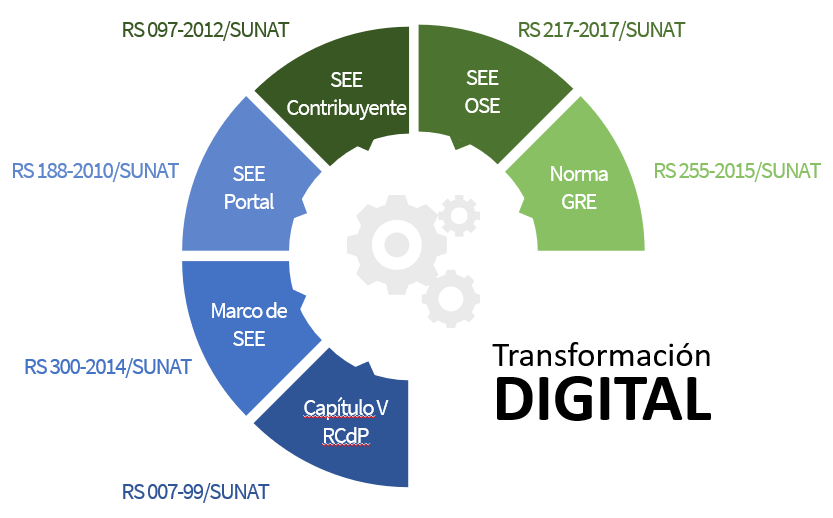 RS 097-2012/SUNAT
RS 217-2017/SUNAT
SEE
Contribuyente
SEE
OSE
RS 188-2010/SUNAT
SEE
Portal
Norma
GRE
RS 255-2015/SUNAT
Marco de
SEE
RS 300-2014/SUNAT
Transformación
DIGITAL
Capítulo V
RCdP
RS 007-99/SUNAT